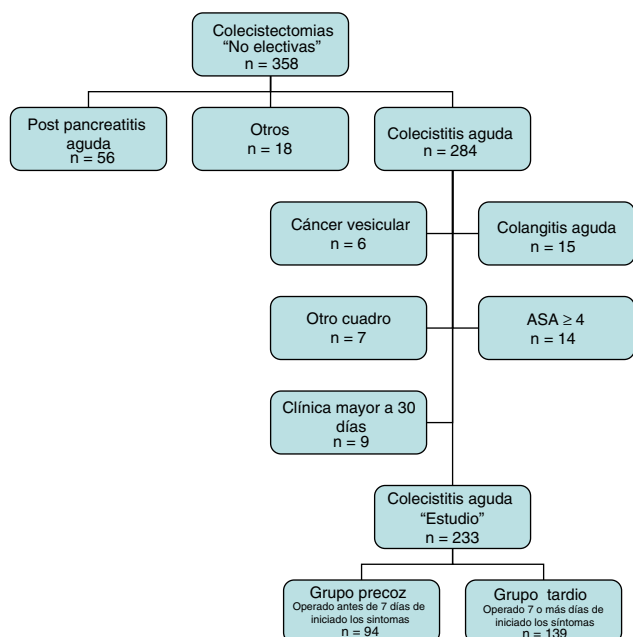 Colecistectomias
“No electivas”
n = 358
Post pancreatitis
aguda
n = 56
Otros
n = 18
Colecistitis aguda
n = 284
Cáncer vesicular
n = 6
Colangitis aguda
n = 15
Otro cuadro
n = 7
ASA ≥ 4
n = 14
Clínica mayor a 30
días
n = 9
Colecistitis aguda
“Estudio”
n = 233
Grupo precoz
Operado antes de 7 días de
iniciado los sintomas
n = 94
Grupo tardio
Operado 7 o más días de
iniciado los síntomas
n = 139